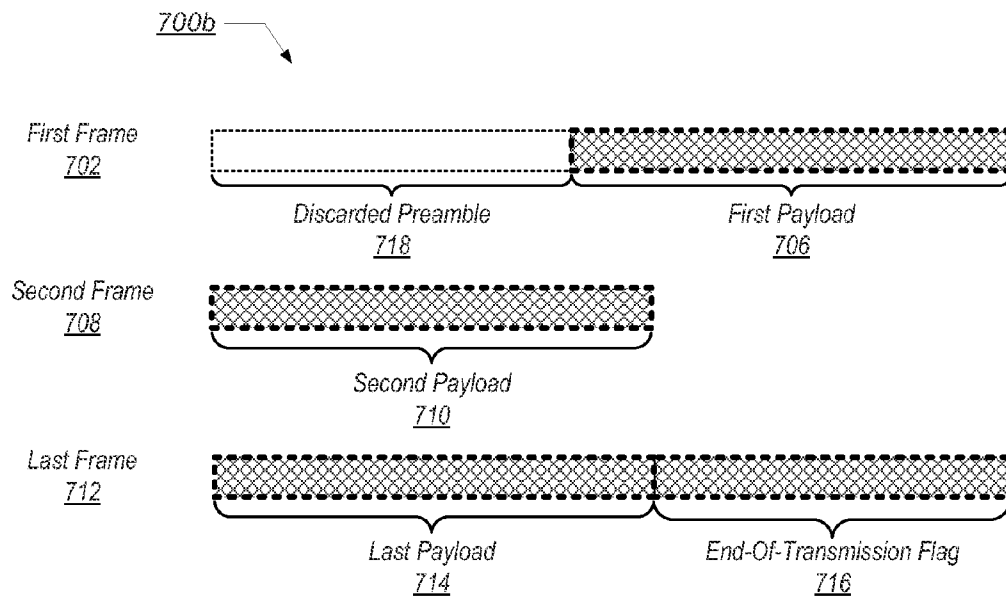 700b
First Frame
702
Discarded Preamble
718
First Payload
706
Second Frame
708
Second Payload
710
Last Frame
712
Last Payload
714
End-Of-Transmission Flag
716